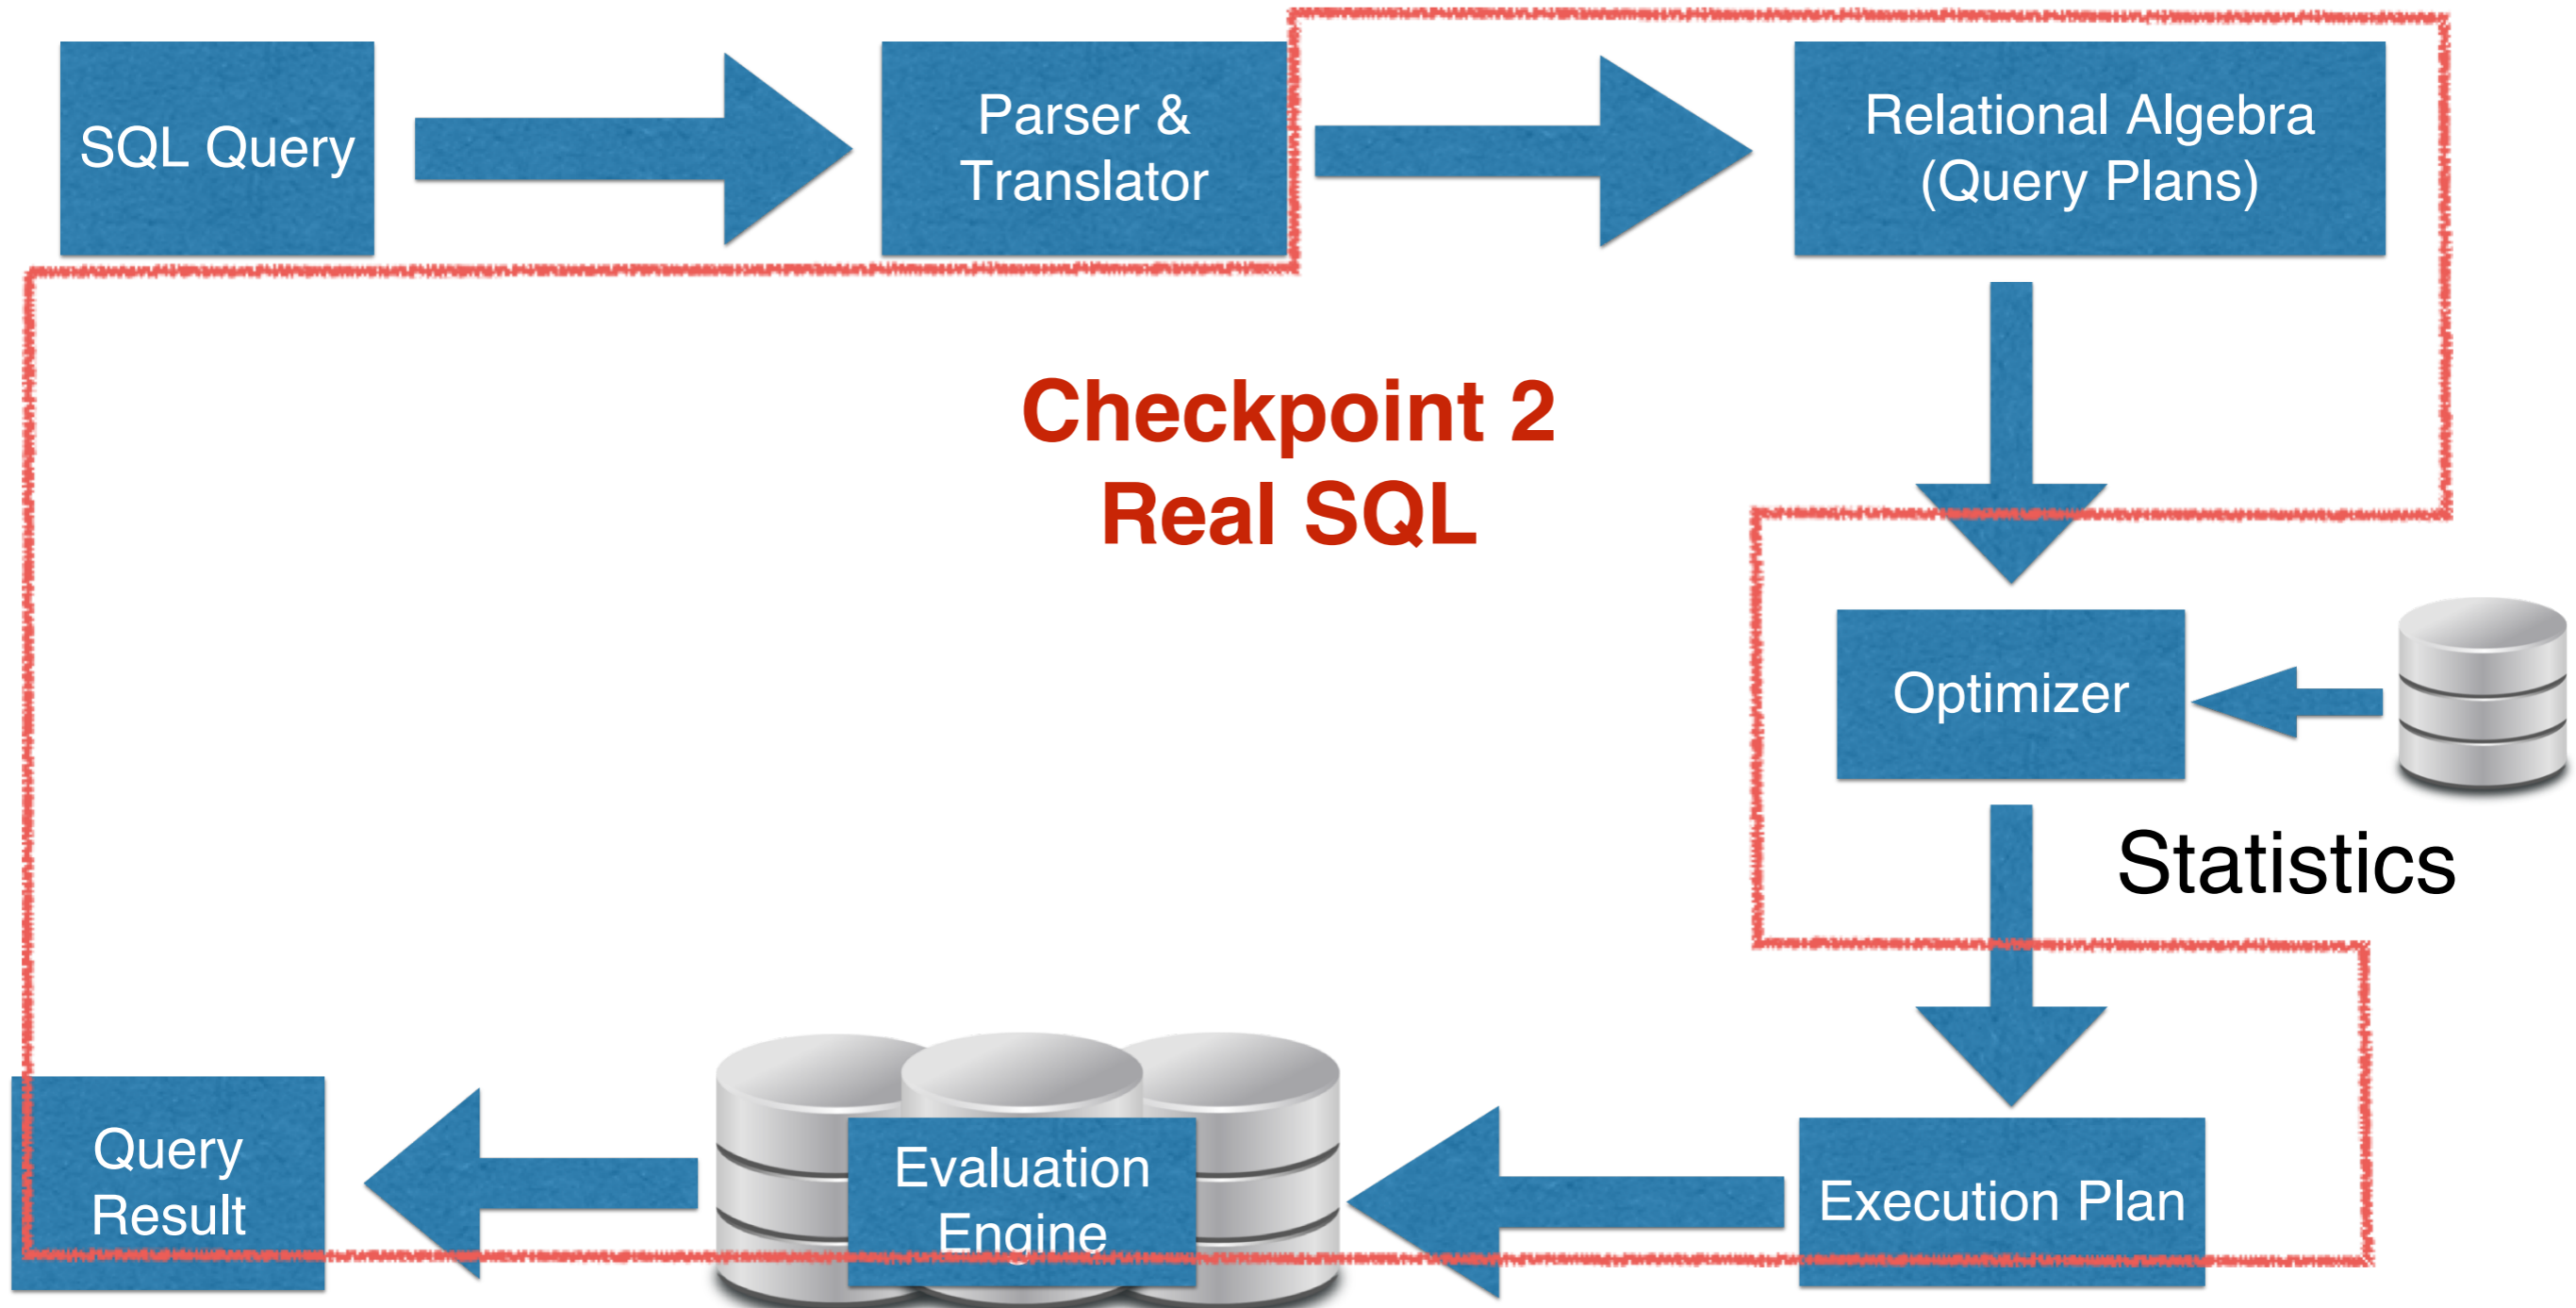 SQL Query
Parser &
Translator
Relational Algebra
(Query Plans)
Checkpoint 2
Real SQL
Optimizer
Statistics
Query
Result
Evaluation
Engine
Execution Plan